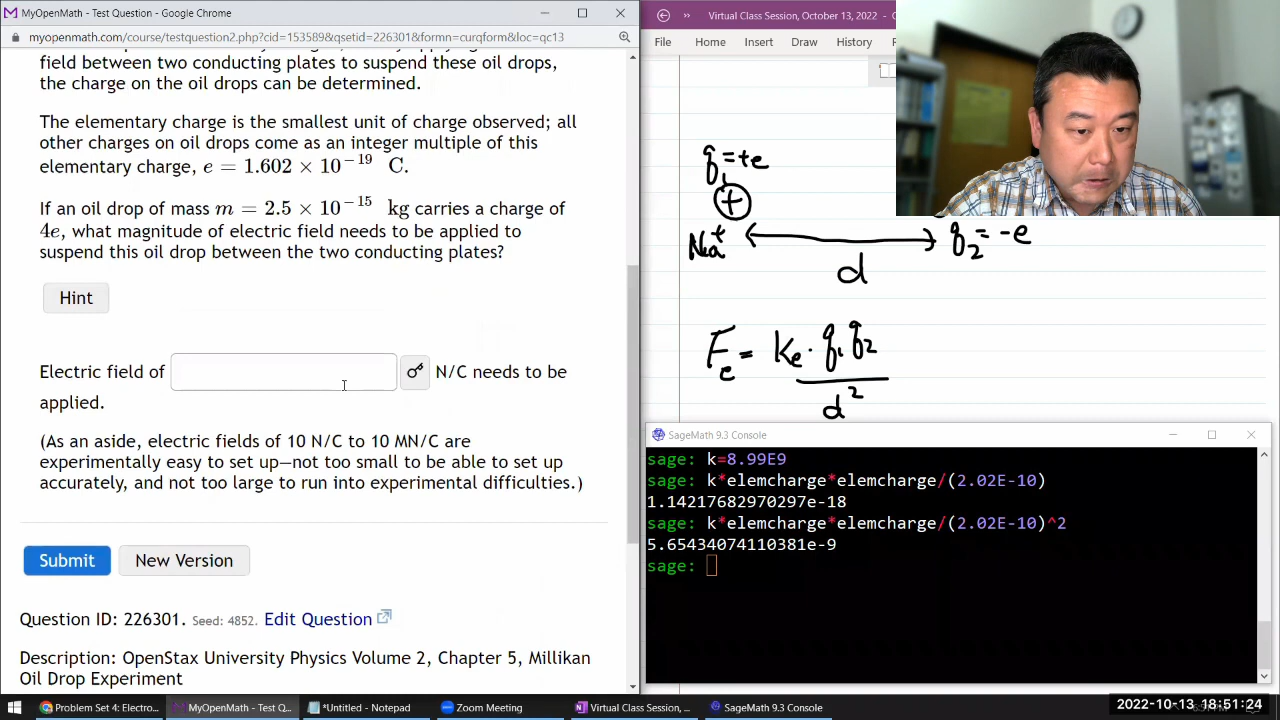 MyOpenMath - Test Question - Google Chrome
myopenmath.com/course/testquestion2.php?cid=153589&qsetid=226301&formn=curqform&loc=qc13
field between two conducting plates to suspend these oil drops,
the charge on the oil drops can be determined.
The elementary charge is the smallest unit of charge observed; all
other charges on oil drops come as an integer multiple of this
elementary charge, e = 1.602 × 10⁻¹⁹ C.
If an oil drop of mass m = 2.5 × 10⁻¹⁵ kg carries a charge of
4e, what magnitude of electric field needs to be applied to
suspend this oil drop between the two conducting plates?
Hint
Electric field of N/C needs to be
applied.
(As an aside, electric fields of 10 N/C to 10 MN/C are
experimentally easy to set up—not too small to be able to set up
accurately, and not too large to run into experimental difficulties.)
Submit New Version
Question ID: 226301. Seed: 4852. Edit Question
Description: OpenStax University Physics Volume 2, Chapter 5, Millikan
Oil Drop Experiment
Virtual Class Session, October 13, 2022 -
File Home Insert Draw View History
q₁=+e
+
Na⁺
q₂=-e
d
Fₑ = kₑ · q₁q₂
d²
SageMath 9.3 Console
sage: k=8.99E9
sage: k*elemcharge*elemcharge/(2.02E-10)
1.14217682970297e-18
sage: k*elemcharge*elemcharge/(2.02E-10)^2
5.65434074110381e-9
sage:
Problem Set 4: Electro...
MyOpenMath - Test Q...
*Untitled - Notepad
Zoom Meeting
Virtual Class Session, ...
SageMath 9.3 Console
2022-10-13 18:51:24